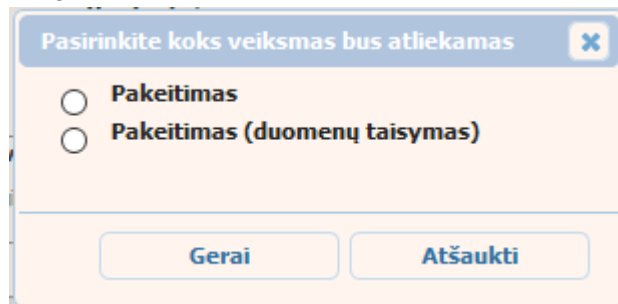 Pasirinkite koks veiksmas bus atliekamas
Pakeitimas
Pakeitimas (duomenų taisymas)
Gerai
Atšaukti